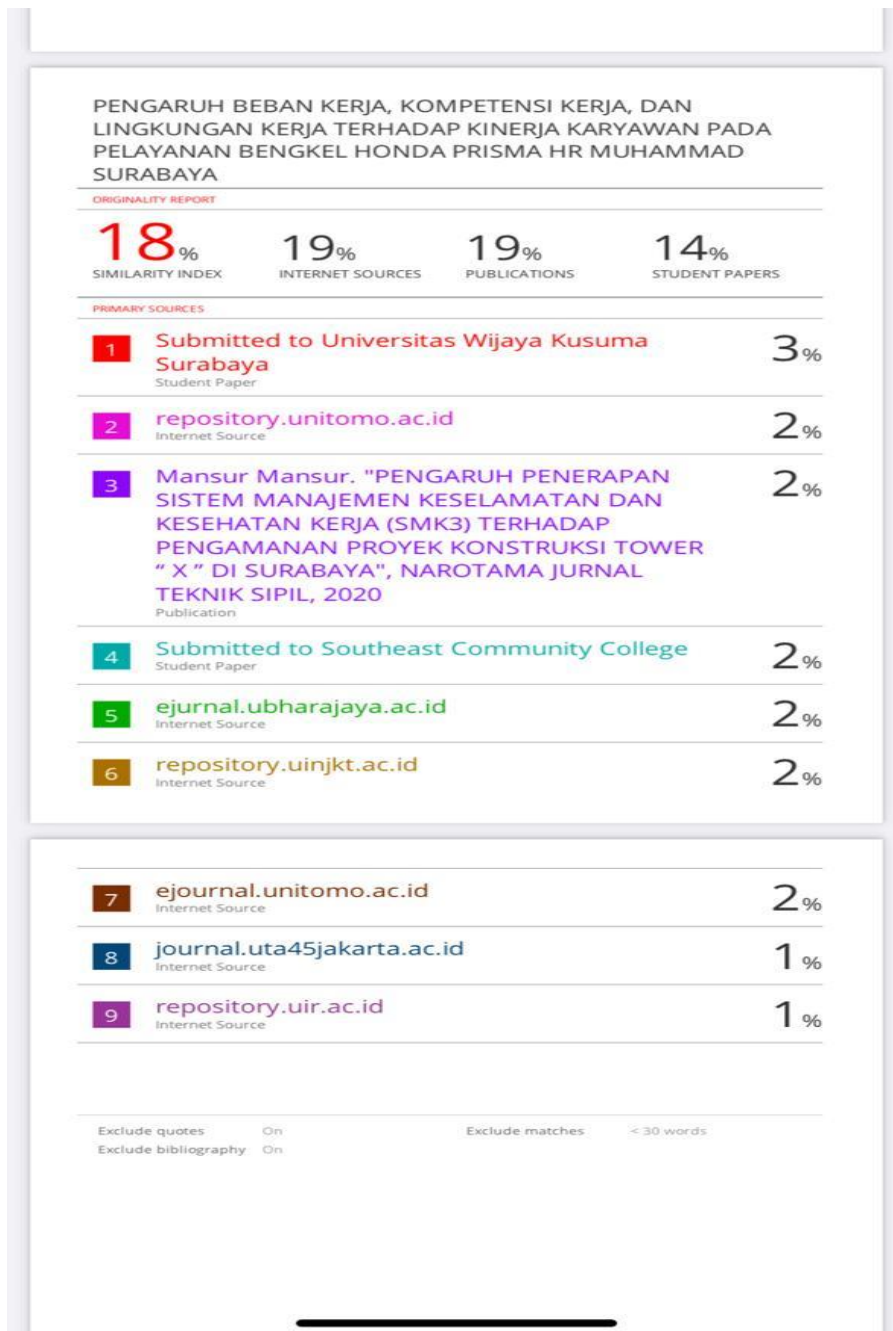 PENGARUH BEBAN KERJA, KOMPETENSI KERJA, DAN
LINGKUNGAN KERJA TERHADAP KINERJA KARYAWAN PADA
PELAYANAN BENGKEL HONDA PRISMA HR MUHAMMAD
SURABAYA
ORIGINALITY REPORT
18% 19% 19% 14%
SIMILARITY INDEX INTERNET SOURCES PUBLICATIONS STUDENT PAPERS
PRIMARY SOURCES
1 Submitted to Universitas Wijaya Kusuma 3%
Surabaya
Student Paper
2 repository.unitomo.ac.id 2%
Internet Source
3 Mansur Mansur. "PENGARUH PENERAPAN 2%
SISTEM MANAJEMEN KESELAMATAN DAN
KESEHATAN KERJA (SMK3) TERHADAP
PENGAMANAN PROYEK KONSTRUKSI TOWER
" X " DI SURABAYA", NAROTAMA JURNAL
TEKNIK SIPIL, 2020
Publication
4 Submitted to Southeast Community College 2%
Student Paper
5 ejurnal.ubharajaya.ac.id 2%
Internet Source
6 repository.uinjkt.ac.id 2%
Internet Source
7 ejournal.unitomo.ac.id 2%
Internet Source
8 journal.uta45jakarta.ac.id 1%
Internet Source
9 repository.uir.ac.id 1%
Internet Source
Exclude quotes On Exclude matches < 30 words
Exclude bibliography On